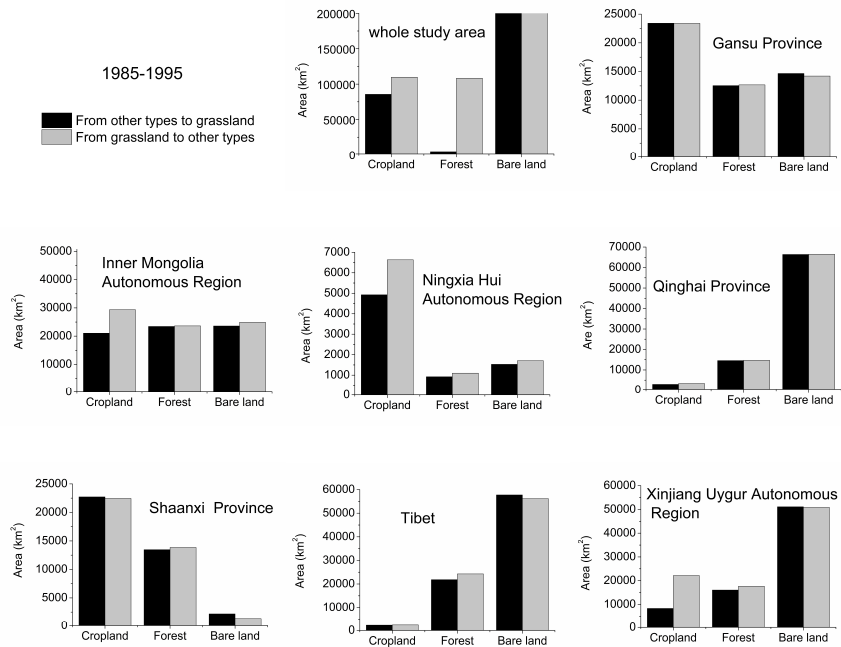 1985-1995
From other types to grassland
From grassland to other types
whole study area
Area (km²)
200000
150000
100000
50000
0
Cropland Forest Bare land
Gansu Province
Area (km²)
25000
20000
15000
10000
5000
0
Cropland Forest Bare land
Inner Mongolia
Autonomous Region
Area (km²)
50000
40000
30000
20000
10000
0
Cropland Forest Bare land
Ningxia Hui
Autonomous Region
Area (km²)
7000
6000
5000
4000
3000
2000
1000
0
Cropland Forest Bare land
Qinghai Province
Are (km²)
70000
60000
50000
40000
30000
20000
10000
0
Cropland Forest Bare land
Shaanxi Province
Area (km²)
25000
20000
15000
10000
5000
0
Cropland Forest Bare land
Tibet
Area (km²)
60000
50000
40000
30000
20000
10000
0
Cropland Forest Bare land
Xinjiang Uygur Autonomous
Region
Area (km²)
60000
50000
40000
30000
20000
10000
0
Cropland Forest Bare land